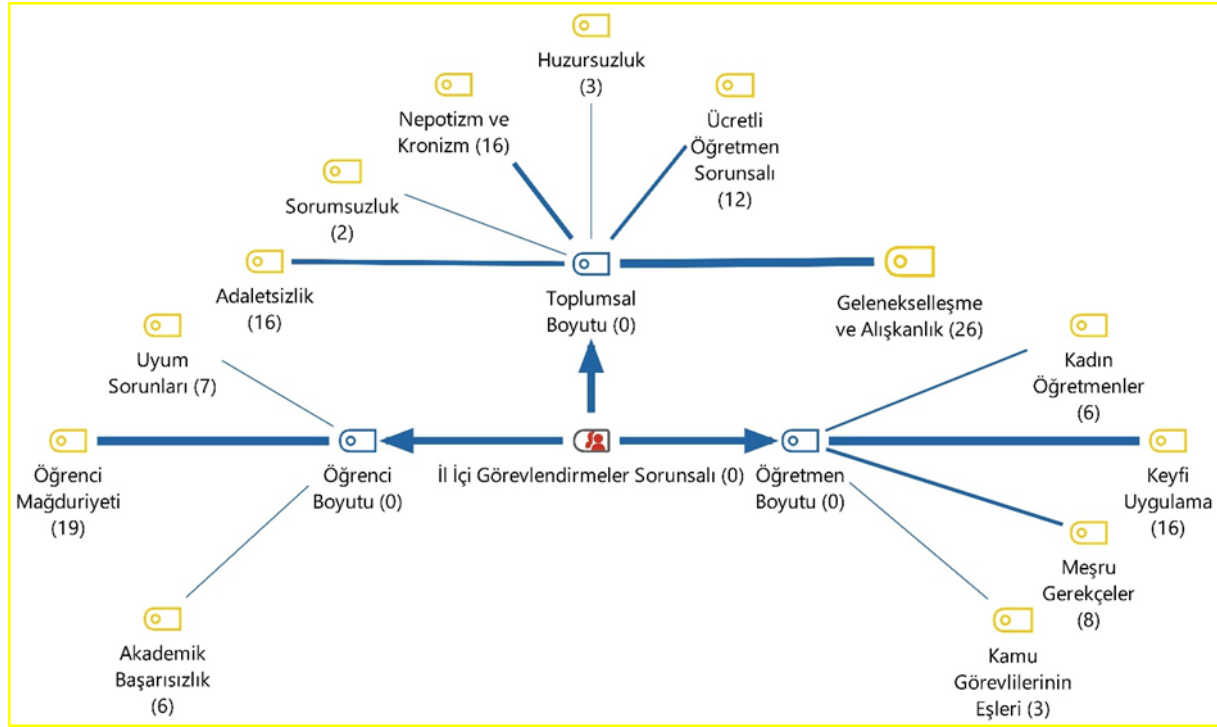 Huzursuzluk
(3)
Nepotizm ve
Kronizm (16)
Ücretli
Öğretmen
Sorunsalı
(12)
Sorumsuzluk
(2)
Adaletsizlik
(16)
Toplumsal
Boyutu (0)
Gelenekselleşme
ve Alışkanlık (26)
Uyum
Sorunları (7)
Kadın
Öğretmenler
(6)
Öğrenci
Mağduriyeti
(19)
Öğrenci
Boyutu (0)
İl İçi Görevlendirmeler Sorunsalı (0)
Öğretmen
Boyutu (0)
Keyfi
Uygulama
(16)
Meşru
Gerekçeler
(8)
Akademik
Başarısızlık
(6)
Kamu
Görevlilerinin
Eşleri (3)